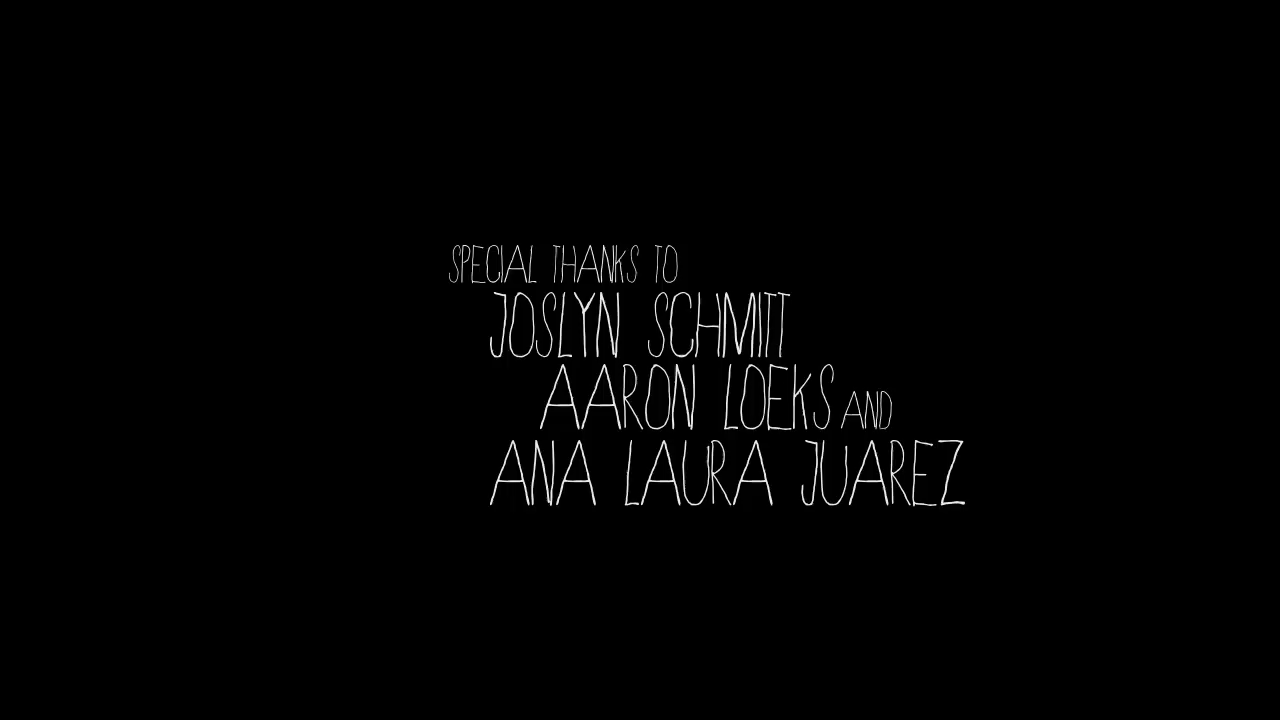 SPECIAL THANKS TO
JOSLYN SCHMITT
AARON LOEKS AND
ANA LAURA JUAREZ